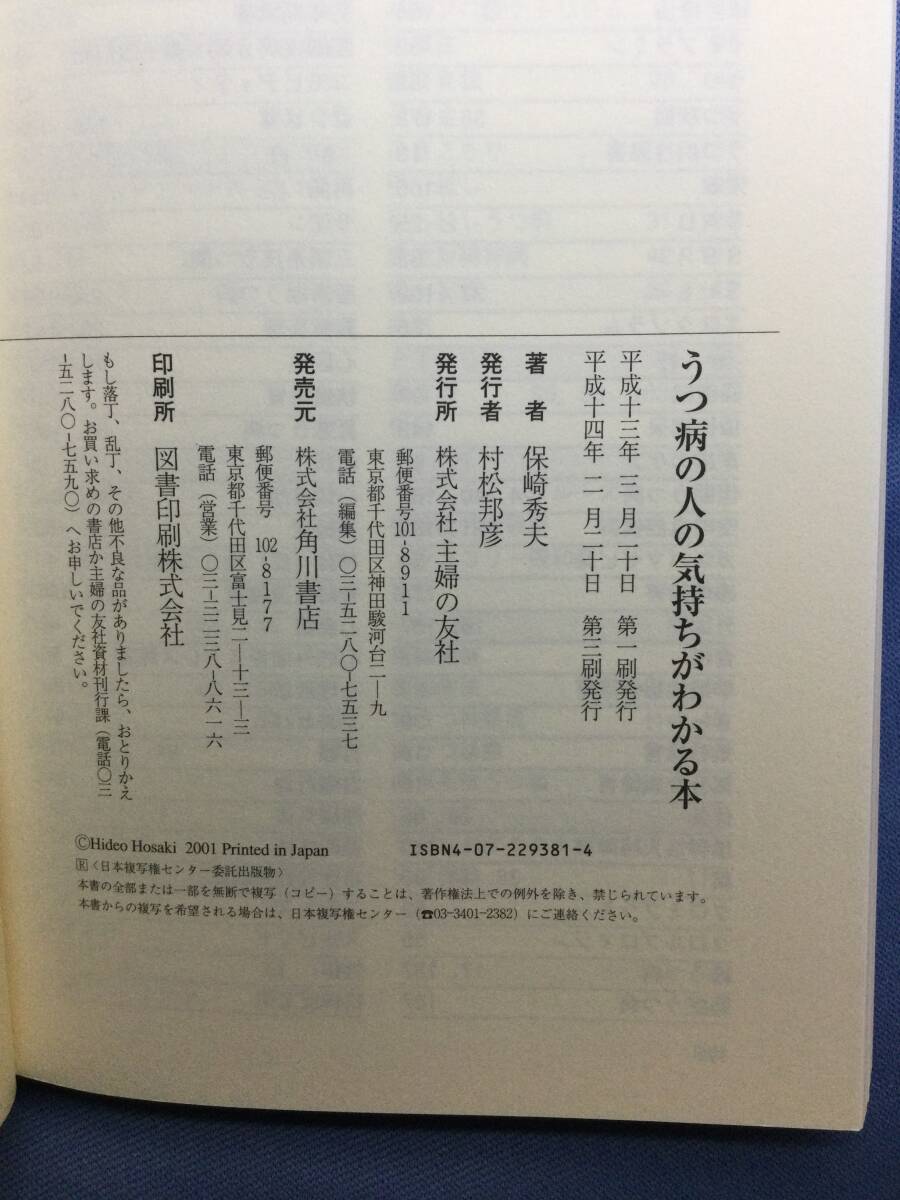 うつ病の人の気持ちがわかる本
平成十三年 三 月二十日 第一刷発行
平成十四年 二 月二十日 第三刷発行
著 者 保崎秀夫
発行者 村松邦彦
発行所 株式会社 主婦の友社
郵便番号101-8911
東京都千代田区神田駿河台二―九
電話(編集)〇三-五二八〇-七五三七
発売元 株式会社角川書店
郵便番号 102-8177
東京都千代田区富士見二―十三―三
電話(営業)〇三-三二三八-八六一六
印刷所 図書印刷株式会社
もし落丁、乱丁、その他不良な品がありましたら、おとりかえ
します。お買い求めの書店か主婦の友社資材刊行課(電話〇三
-五二八〇-七五九〇)へお申しいでください。
©Hideo Hosaki 2001 Printed in Japan ISBN4-07-229381-4
Ⓡ〈日本複写権センター委託出版物〉
本書の全部または一部を無断で複写(コピー)することは、著作権法上での例外を除き、禁じられています。
本書からの複写を希望される場合は、日本複写権センター(☎03-3401-2382)にご連絡ください。